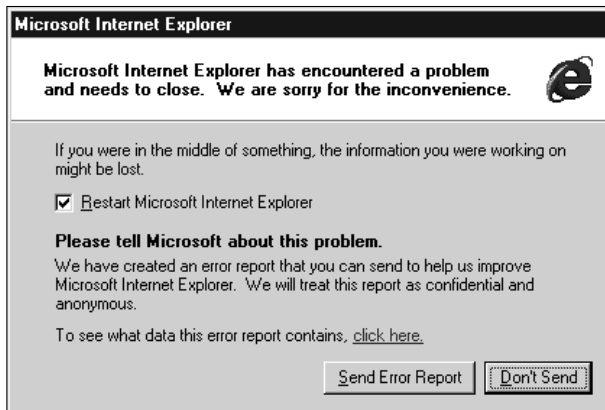 Microsoft Internet Explorer
Microsoft Internet Explorer has encountered a problem
and needs to close.  We are sorry for the inconvenience.
If you were in the middle of something, the information you were working on
might be lost.
Restart Microsoft Internet Explorer
Please tell Microsoft about this problem.
We have created an error report that you can send to help us improve
Microsoft Internet Explorer.  We will treat this report as confidential and
anonymous.
To see what data this error report contains, click here.
Send Error Report Don't Send